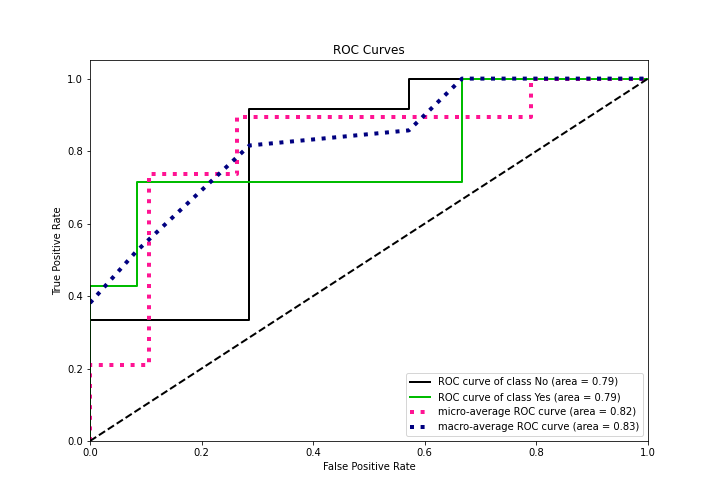 ROC Curves
True Positive Rate
1.0
0.8
0.6
0.4
0.2
0.0
0.0 0.2 0.4 0.6 0.8 1.0
False Positive Rate
ROC curve of class No (area = 0.79)
ROC curve of class Yes (area = 0.79)
micro-average ROC curve (area = 0.82)
macro-average ROC curve (area = 0.83)